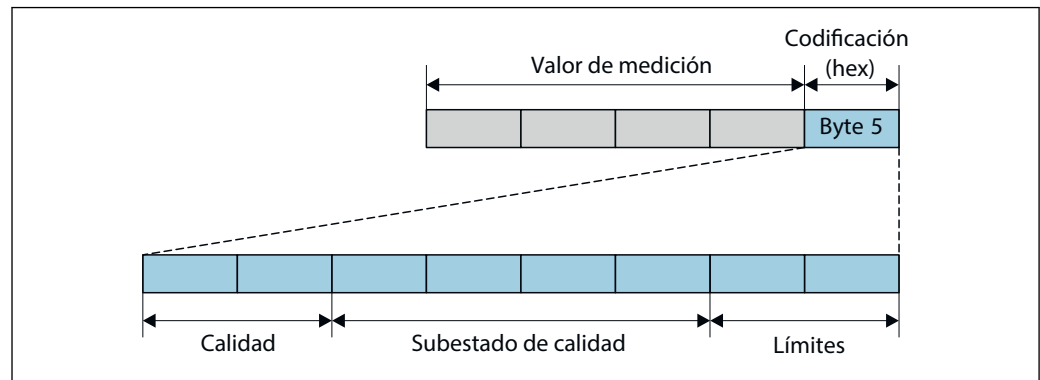 Codificación
(hex)
Valor de medición
Byte 5
Calidad
Subestado de calidad
Límites